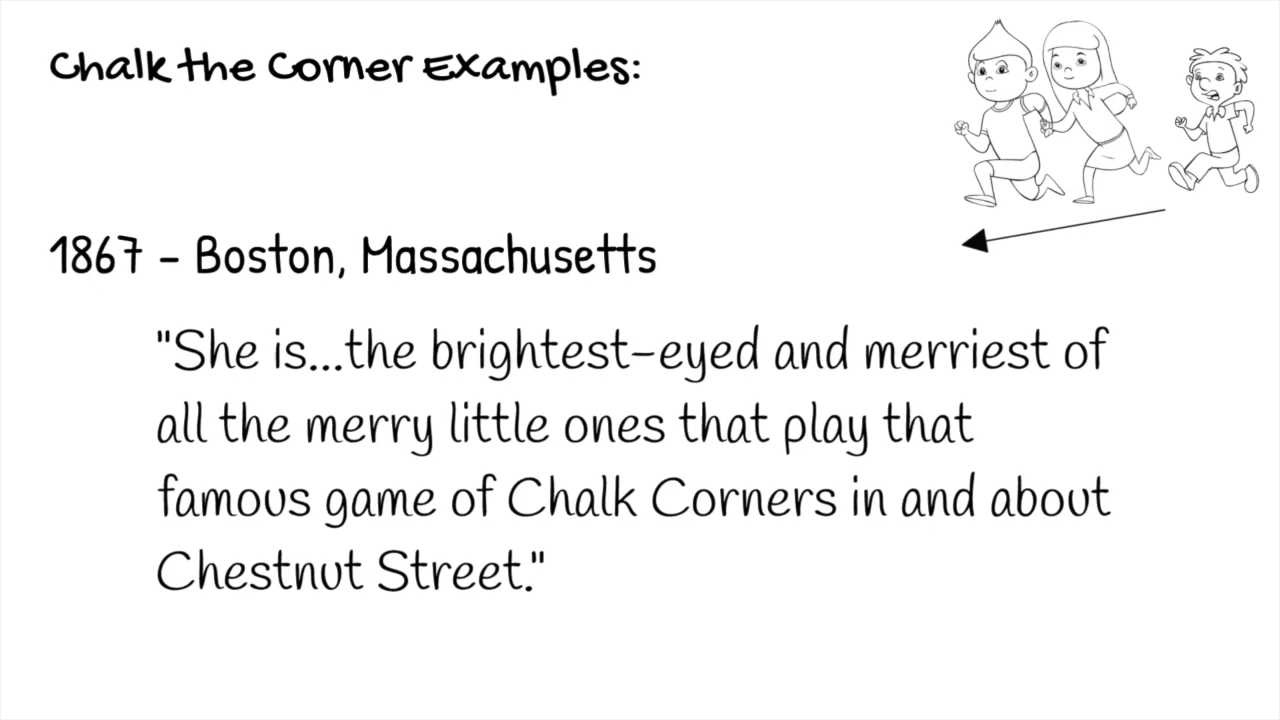 Chalk the Corner Examples:
1867 - Boston, Massachusetts
"She is...the brightest-eyed and merriest of
all the merry little ones that play that
famous game of Chalk Corners in and about
Chestnut Street."